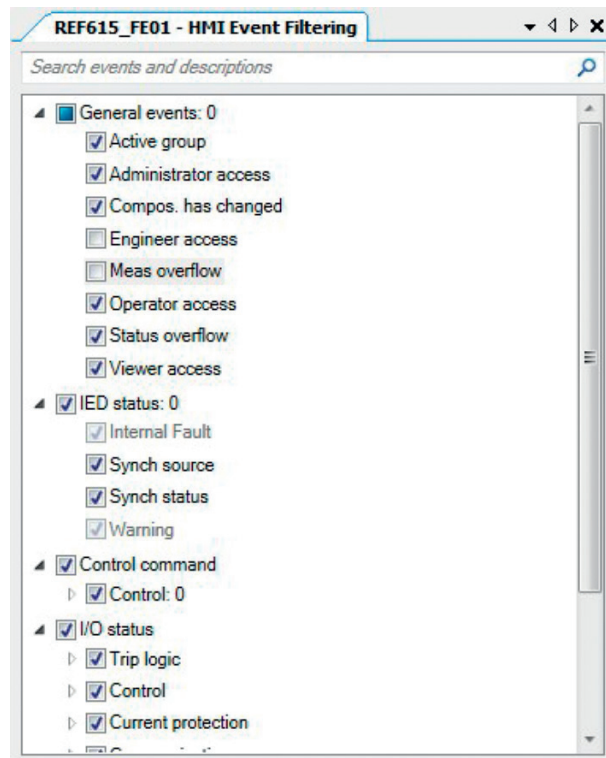 REF615_FE01 - HMI Event Filtering
Search events and descriptions
General events: 0
Active group
Administrator access
Compos. has changed
Engineer access
Meas overflow
Operator access
Status overflow
Viewer access
IED status: 0
Internal Fault
Synch source
Synch status
Warning
Control command
Control: 0
I/O status
Trip logic
Control
Current protection